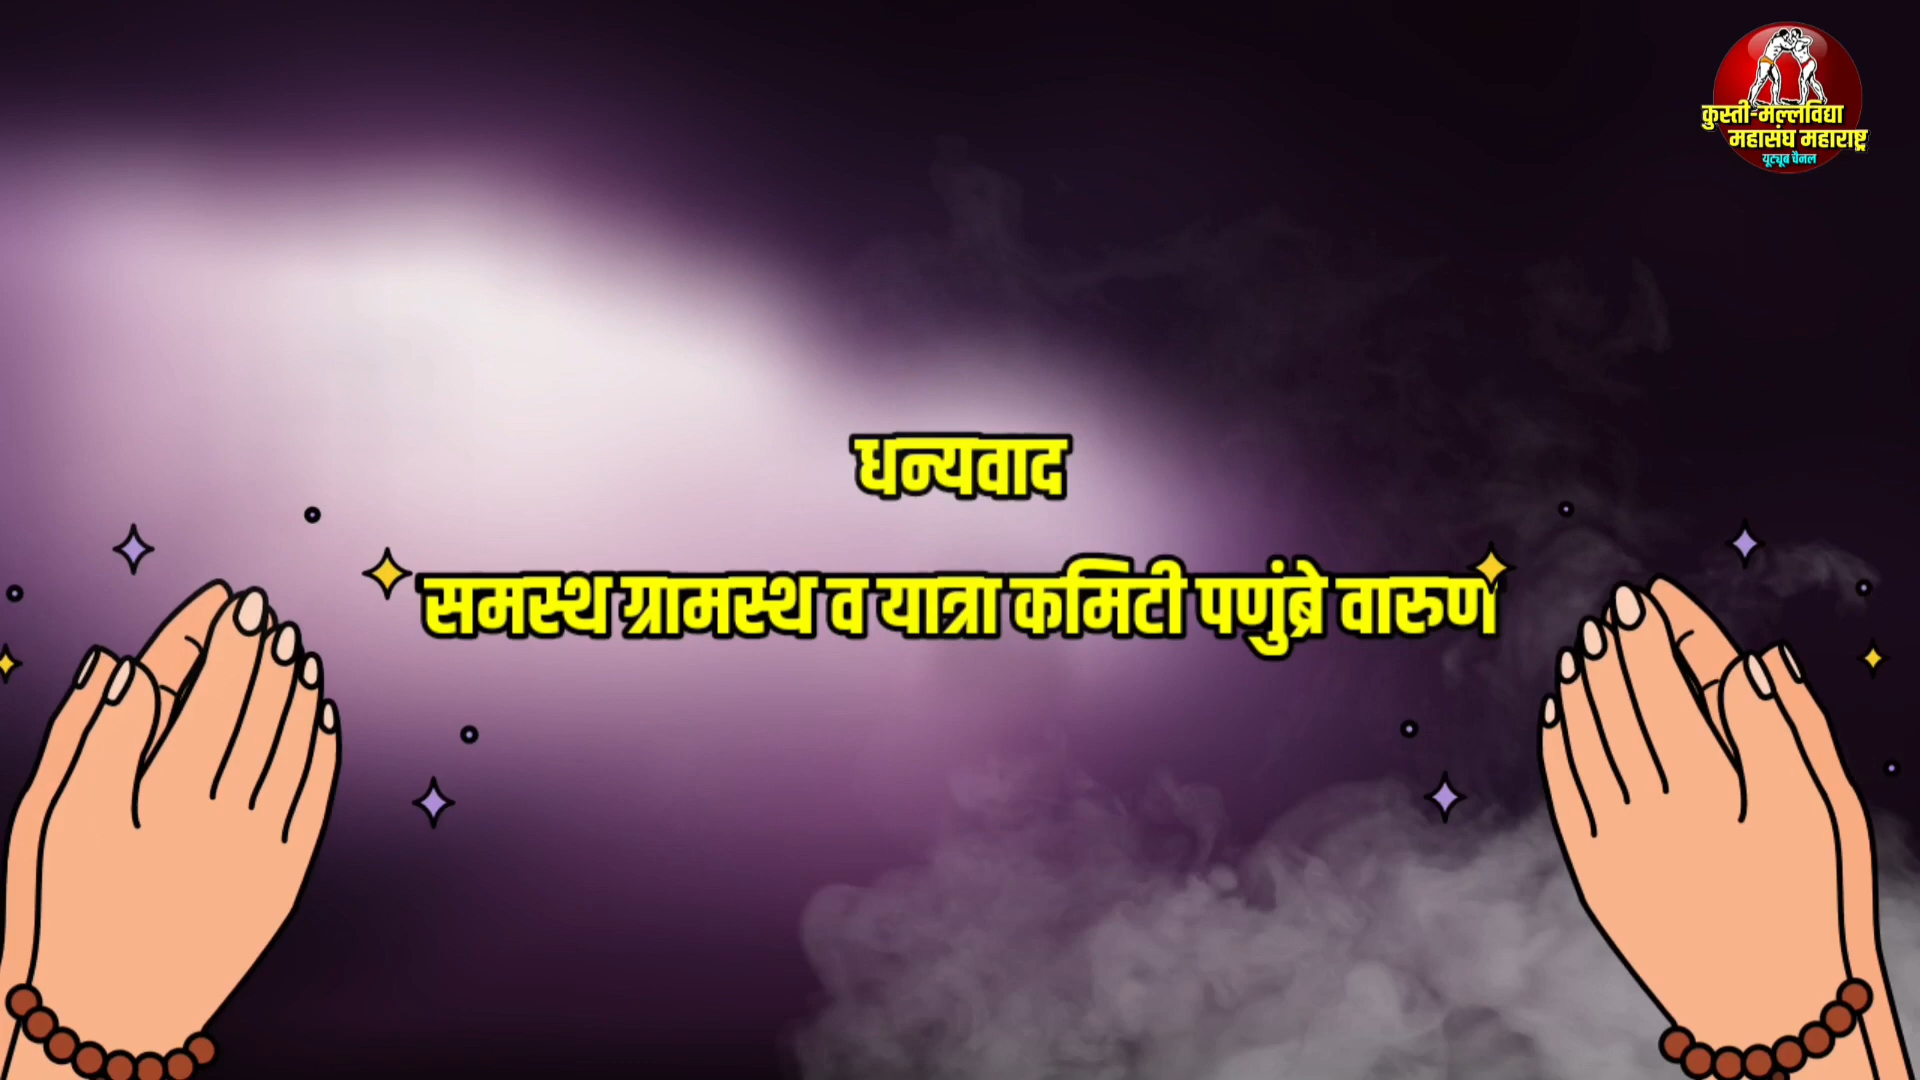 कुस्ती-मल्लविद्या
महासंघ महाराष्ट्र
यूट्यूब चैनल
धन्यवाद
समस्थ ग्रामस्थ व यात्रा कमिटी पणुंब्रे वारुण